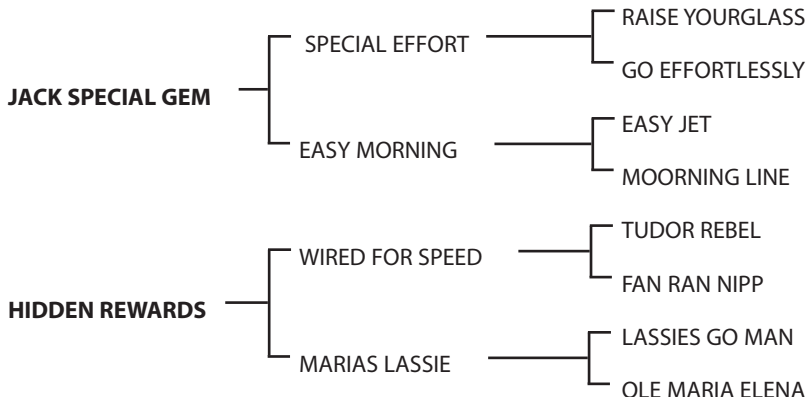 RAISE YOURGLASS
SPECIAL EFFORT
GO EFFORTLESSLY
JACK SPECIAL GEM
EASY JET
EASY MORNING
MOORNING LINE
TUDOR REBEL
WIRED FOR SPEED
FAN RAN NIPP
HIDDEN REWARDS
LASSIES GO MAN
MARIAS LASSIE
OLE MARIA ELENA